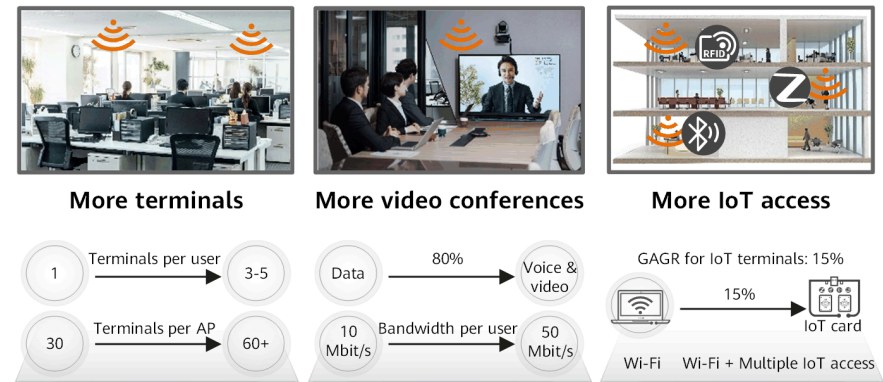 RFID
More terminals
More video conferences
More IoT access
1
Terminals per user
3-5
30
Terminals per AP
60+
Data
80%
Voice &
video
10
Mbit/s
Bandwidth per user
50
Mbit/s
GAGR for IoT terminals: 15%
15%
IoT card
Wi-Fi
Wi-Fi + Multiple IoT access